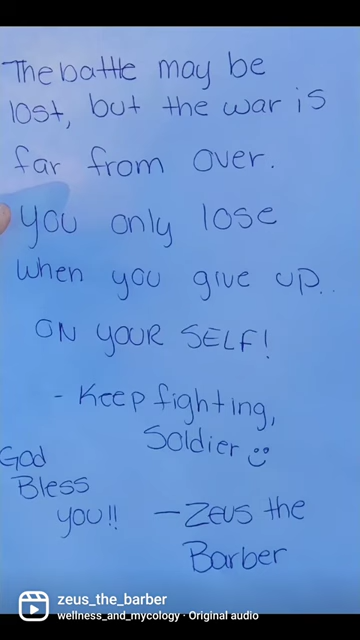 The battle may be
lost, but the war is
far from over.
you only lose
when you give up..
ON YOUR SELF!
- Keep fighting,
Soldier
God
Bless
you!!
- Zeus the
Barber
zeus_the_barber
wellness_and_mycology · Original audio